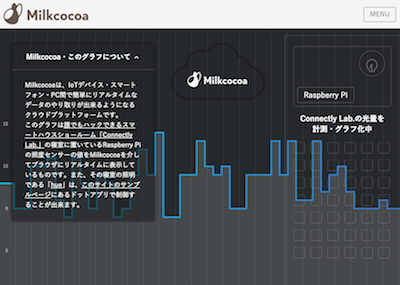 Milkcocoa
MENU
Milkcocoa・このグラフについて
Milkcocoaは、IoTデバイス・スマート
フォン・PC間で簡単にリアルタイムな
データのやり取りが出来るようになる
クラウドプラットフォームです。
このグラフは誰でもハックできるスマ
ートハウスショールーム「Connectly
Lab.」の寝室に置いているRaspberry Pi
の照度センサーの値をMilkcocoaを介し
てブラウザにリアルタイムに表示して
いるものです。また、その寝室の照明
である「hue」は、このサイトのサンプ
ルページにあるドットアプリで制御す
ることが出来ます。
Milkcocoa
Raspberry Pi
Connectly Lab.の光量を
計測・グラフ化中
15
10
5
0